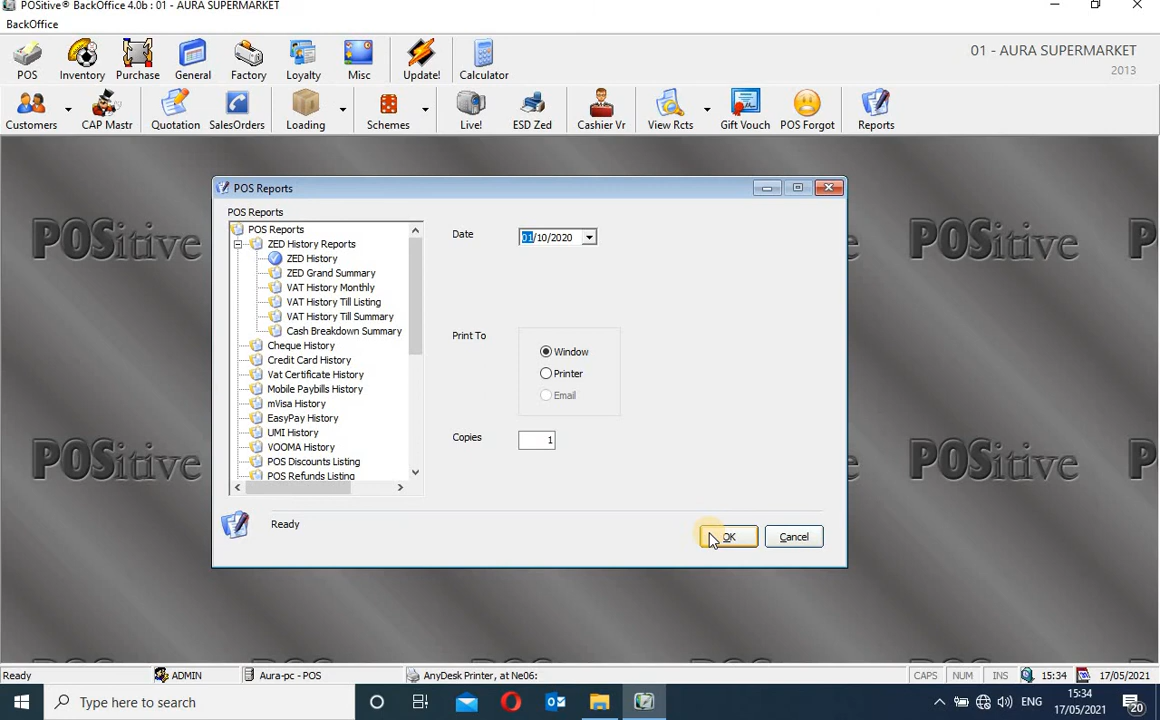 POSitive® BackOffice 4.0b : 01 - AURA SUPERMARKET
BackOffice
POS
Inventory
Purchase
General
Factory
Loyalty
Misc
Update!
Calculator
01 - AURA SUPERMARKET
2013
Customers
CAP Mastr
Quotation
SalesOrders
Loading
Schemes
Live!
ESD Zed
Cashier Vr
View Rcts
Gift Vouch
POS Forgot
Reports
POS Reports
POS Reports
POS Reports
ZED History Reports
ZED History
ZED Grand Summary
VAT History Monthly
VAT History Till Listing
VAT History Till Summary
Cash Breakdown Summary
Cheque History
Credit Card History
Vat Certificate History
Mobile Paybills History
mVisa History
EasyPay History
UMI History
VOOMA History
POS Discounts Listing
POS Refunds Listing
Date
01/10/2020
Print To
Window
Printer
Email
Copies
1
Ready
OK
Cancel
POSitive
POSitive
POSitive
POSitive
Ready
ADMIN
Aura-pc - POS
AnyDesk Printer, at Ne06:
CAPS
NUM
INS
15:34
17/05/2021
Type here to search
ENG
15:34
17/05/2021
20